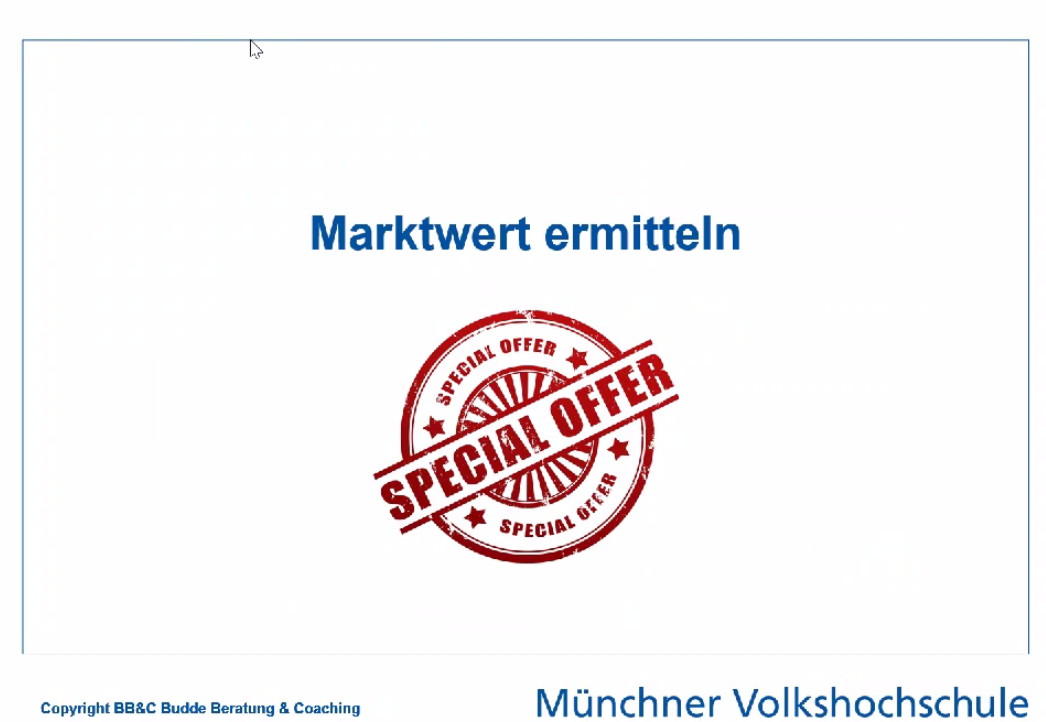 Marktwert ermitteln
SPECIAL OFFER
SPECIAL OFFER
SPECIAL OFFER
Copyright BB&C Budde Beratung & Coaching
Münchner Volkshochschule